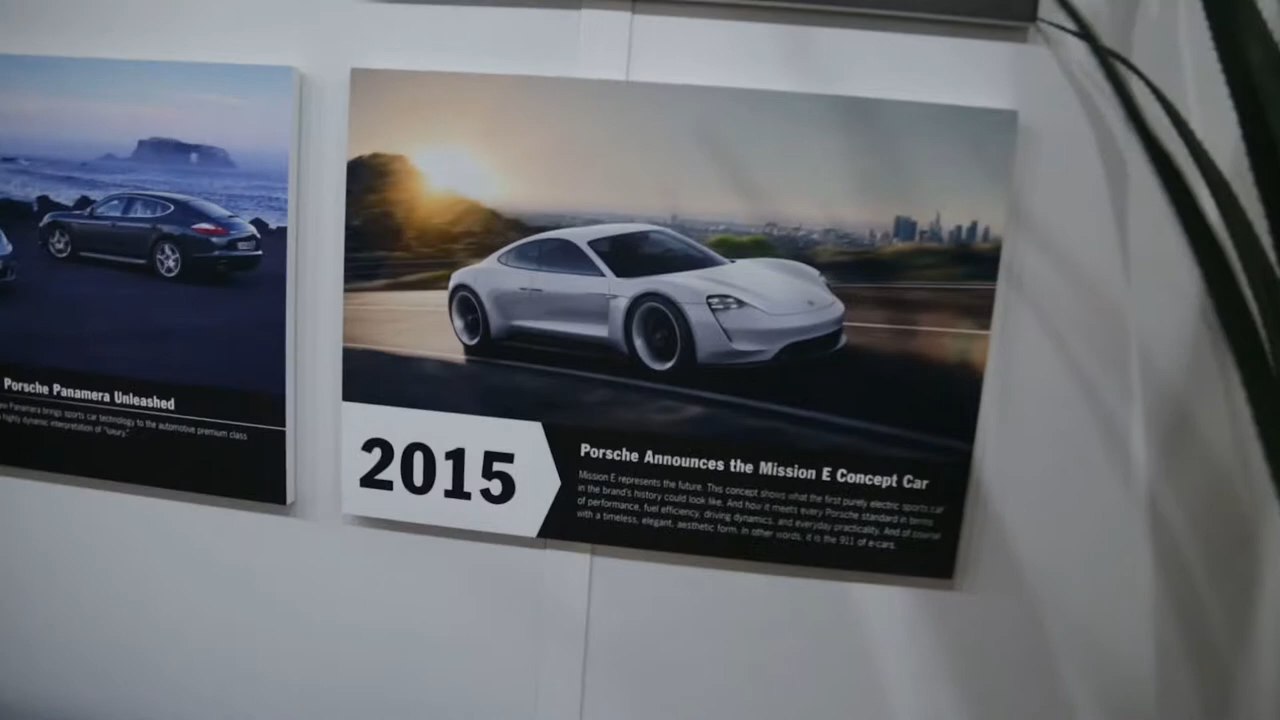 Porsche Panamera Unleashed
Panamera brings sports car technology to the automotive premium class
highly dynamic interpretation of "luxury."
2015
Porsche Announces the Mission E Concept Car
Mission E represents the future. This concept shows what the first purely electric sports car
in the brand's history could look like. And how it meets every Porsche standard in terms
of performance, fuel efficiency, driving dynamics, and everyday practicality. And of course
with a timeless, elegant, aesthetic form. In other words, it is the 911 of e-cars.